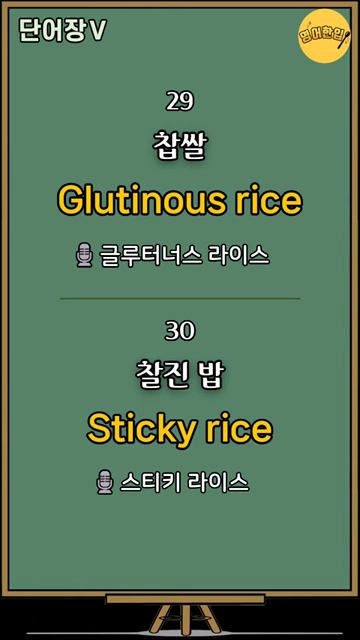 단어장 V
영어한입
29
찹쌀
Glutinous rice
글루터너스 라이스
30
찰진 밥
Sticky rice
스티키 라이스